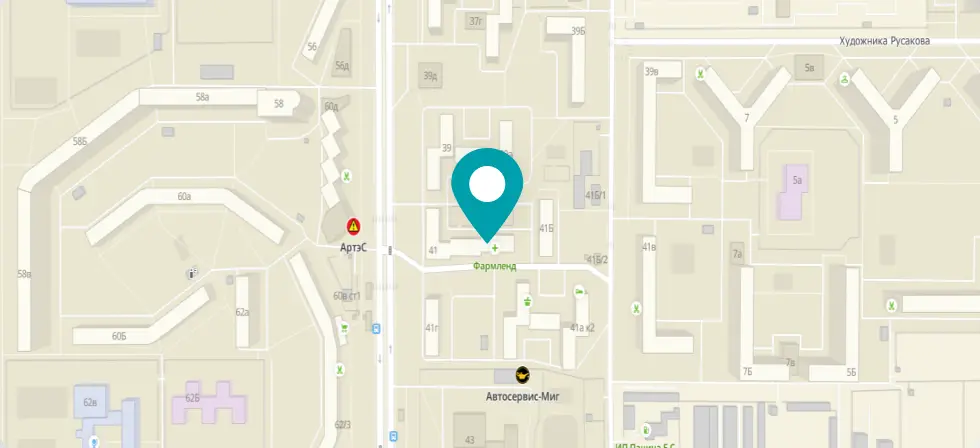 37г
39Б
Художника Русакова
56
56д
5в
39в
39д
58а
58
60д
7
5
58Б
39
5а
60а
41Б/1
41Б
АртэС
41
41в
7а
Фармленд
41Б/2
58в
60в ст1
62а
41г
41а к2
60Б
7в
7Б
5Б
Автосервис-Миг
62в
62Б
62/3
43
ИП Панина Е.С.